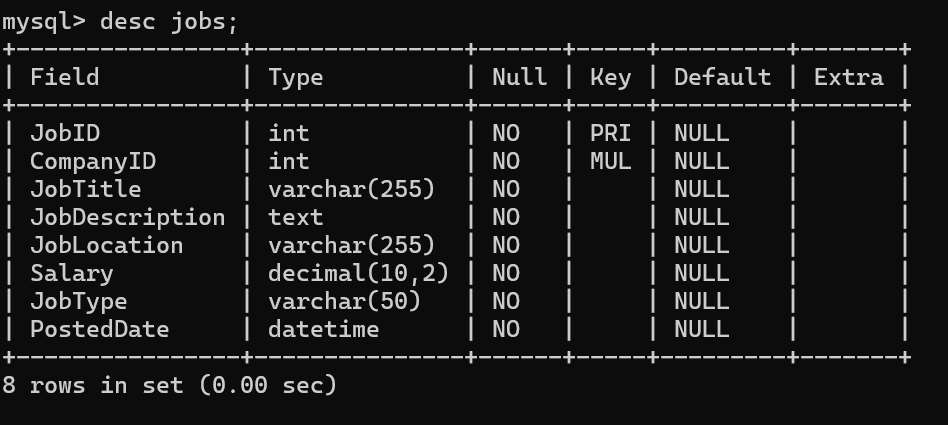 mysql> desc jobs;
+----------------+---------------+------+-----+---------+-------+
| Field          | Type          | Null | Key | Default | Extra |
+----------------+---------------+------+-----+---------+-------+
| JobID          | int           | NO   | PRI | NULL    |       |
| CompanyID      | int           | NO   | MUL | NULL    |       |
| JobTitle       | varchar(255)  | NO   |     | NULL    |       |
| JobDescription | text          | NO   |     | NULL    |       |
| JobLocation    | varchar(255)  | NO   |     | NULL    |       |
| Salary         | decimal(10,2) | NO   |     | NULL    |       |
| JobType        | varchar(50)   | NO   |     | NULL    |       |
| PostedDate     | datetime      | NO   |     | NULL    |       |
+----------------+---------------+------+-----+---------+-------+
8 rows in set (0.00 sec)